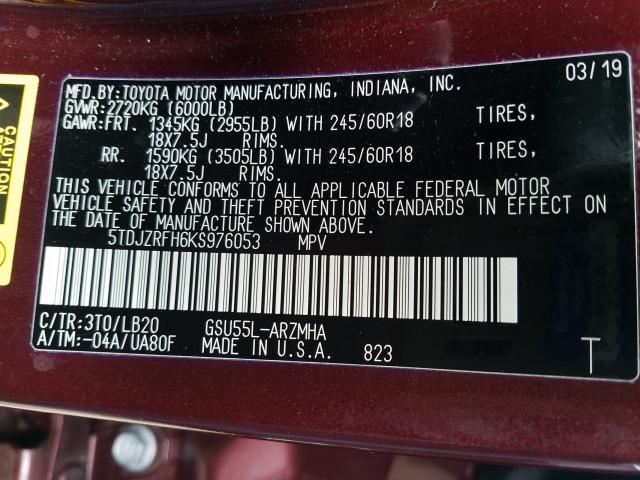 MFD.BY:TOYOTA MOTOR MANUFACTURING, INDIANA, INC. 03/19
GVWR:2720KG (6000LB)
GAWR:FRT. 1345KG (2955LB) WITH 245/60R18 TIRES,
18X7.5J RIMS.
RR. 1590KG (3505LB) WITH 245/60R18 TIRES,
18X7.5J RIMS.
THIS VEHICLE CONFORMS TO ALL APPLICABLE FEDERAL MOTOR
VEHICLE SAFETY AND THEFT PREVENTION STANDARDS IN EFFECT ON
THE DATE OF MANUFACTURE SHOWN ABOVE.
5TDJZRFH6KS976053 MPV
C/TR:3T0/LB20 GSU55L-ARZMHA
A/TM:-04A/UA80F MADE IN U.S.A. 823 T
CAUTION